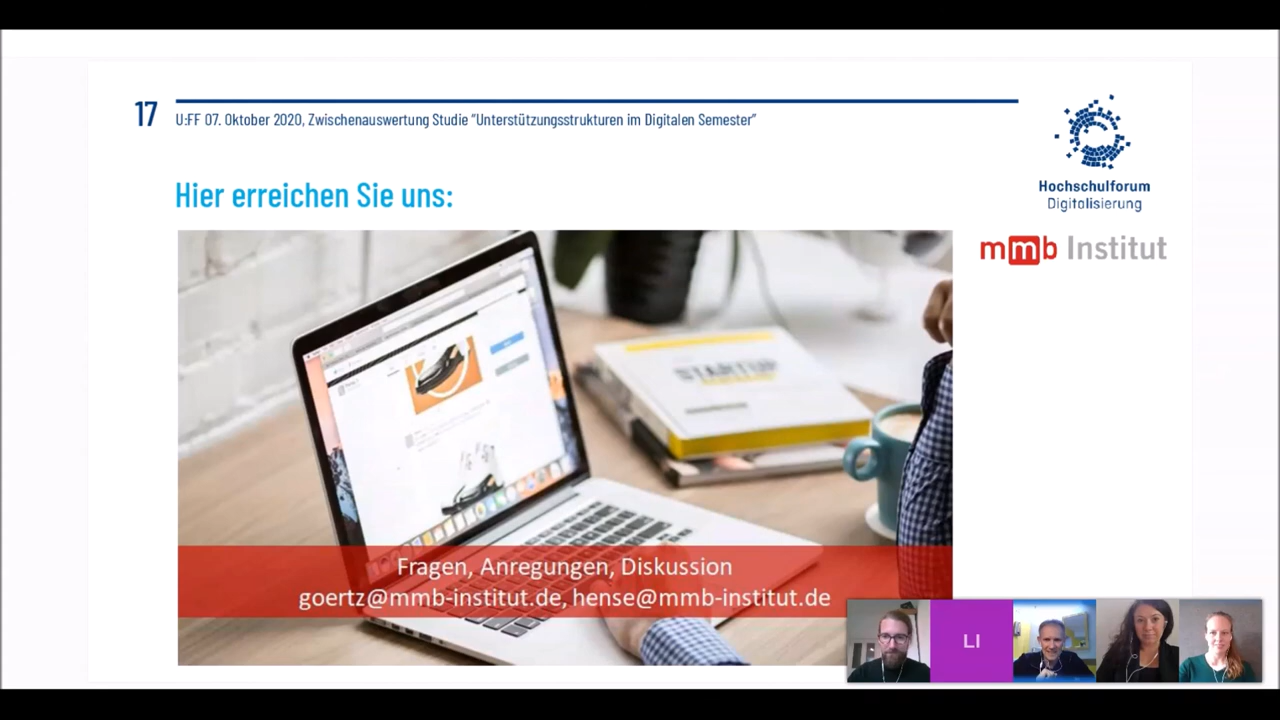 17
U:FF 07. Oktober 2020, Zwischenauswertung Studie "Unterstützungsstrukturen im Digitalen Semester"
Hochschulforum
Digitalisierung
Hier erreichen Sie uns:
mmb Institut
STARTUP
Fragen, Anregungen, Diskussion
goertz@mmb-institut.de, hense@mmb-institut.de
LI